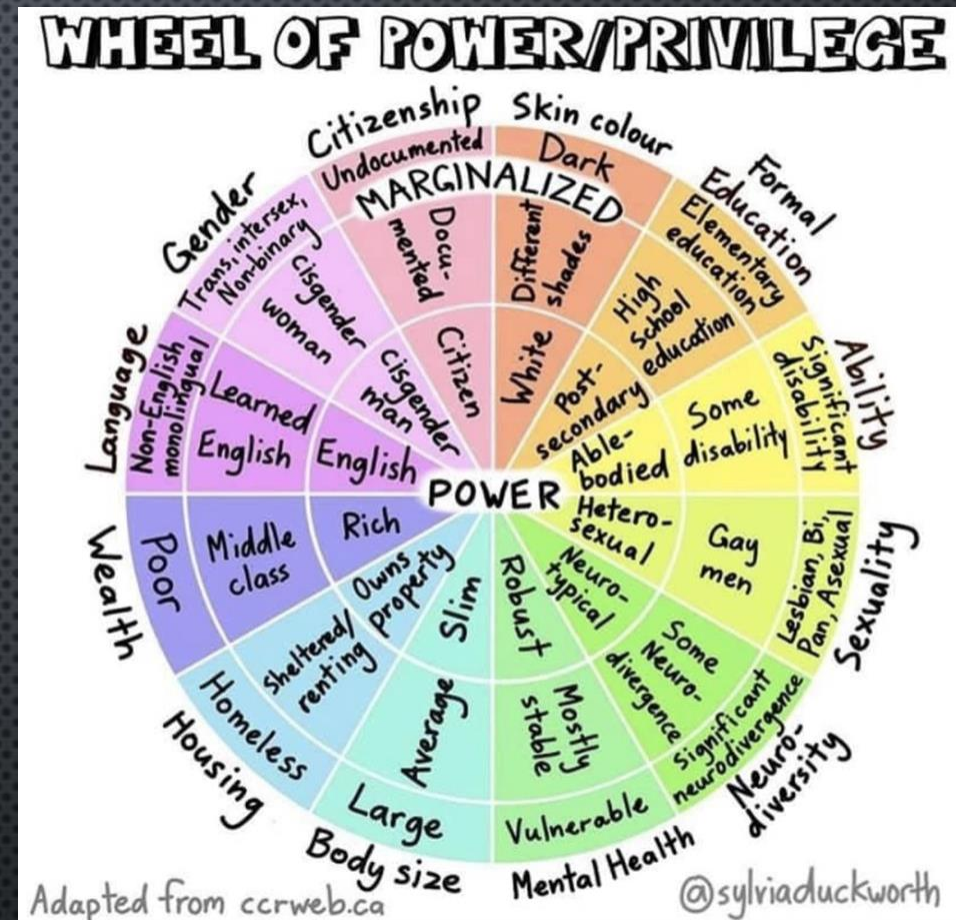 WHEEL OF POWER/PRIVILEGE
Citizenship
Undocumented
Docu-
mented
Citizen
Skin colour
Dark
Different
shades
White
MARGINALIZED
Formal
Education
Elementary
education
High
School
education
Post-
secondary
Ability
Significant
disability
Some
disability
Able-
bodied
Sexuality
Lesbian, Bi,
Pan, Asexual
Gay
men
Hetero-
sexual
Neuro-
diversity
Significant
neurodivergence
Some
Neuro-
divergence
Neuro-
typical
Mental Health
Vulnerable
Mostly
stable
Robust
Body size
Large
Average
Slim
Housing
Homeless
Sheltered/
renting
Owns
property
Wealth
Poor
Middle
class
Rich
Language
Non-English
monolingual
Learned
English
English
Gender
Trans, intersex,
Non-binary
cisgender
woman
cisgender
man
POWER
Adapted from ccrweb.ca
@sylviaduckworth